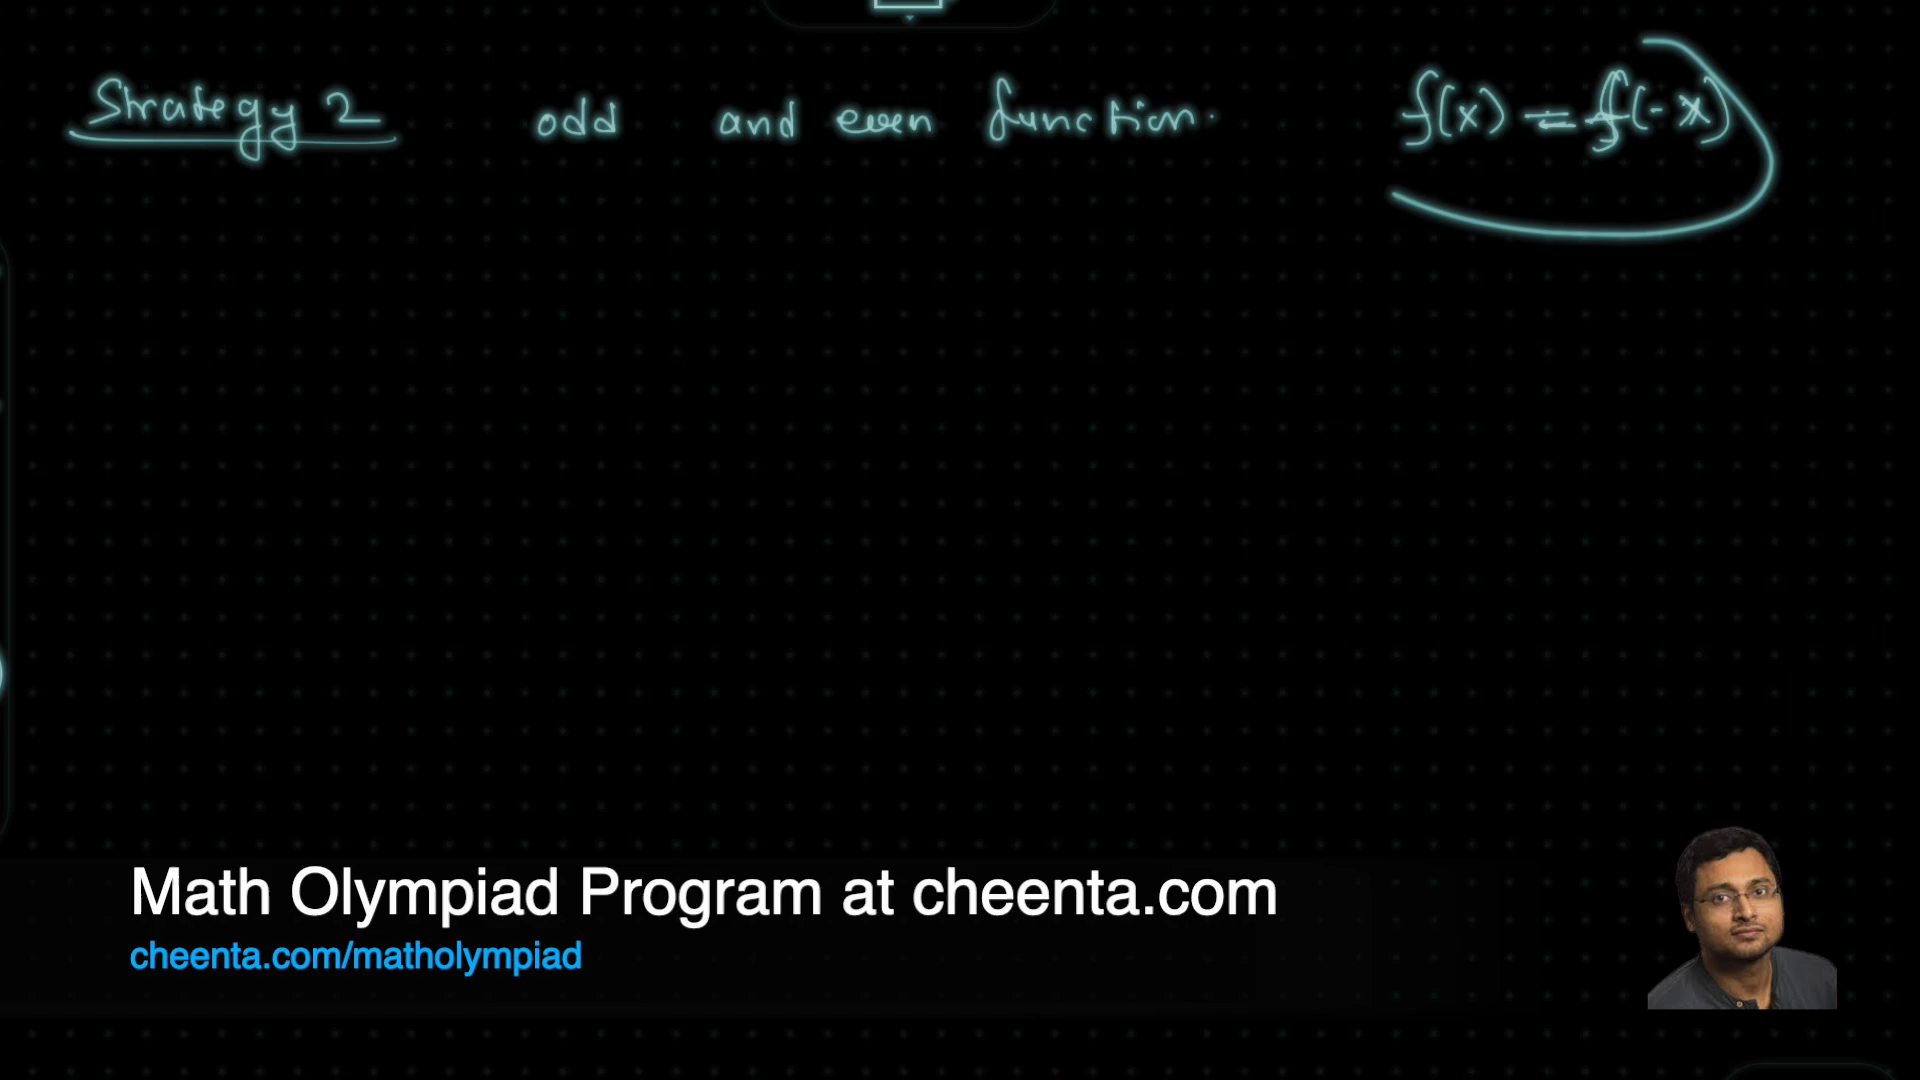 Strategy 2 odd and even function. f(x) = f(-x)
Math Olympiad Program at cheenta.com
cheenta.com/matholympiad